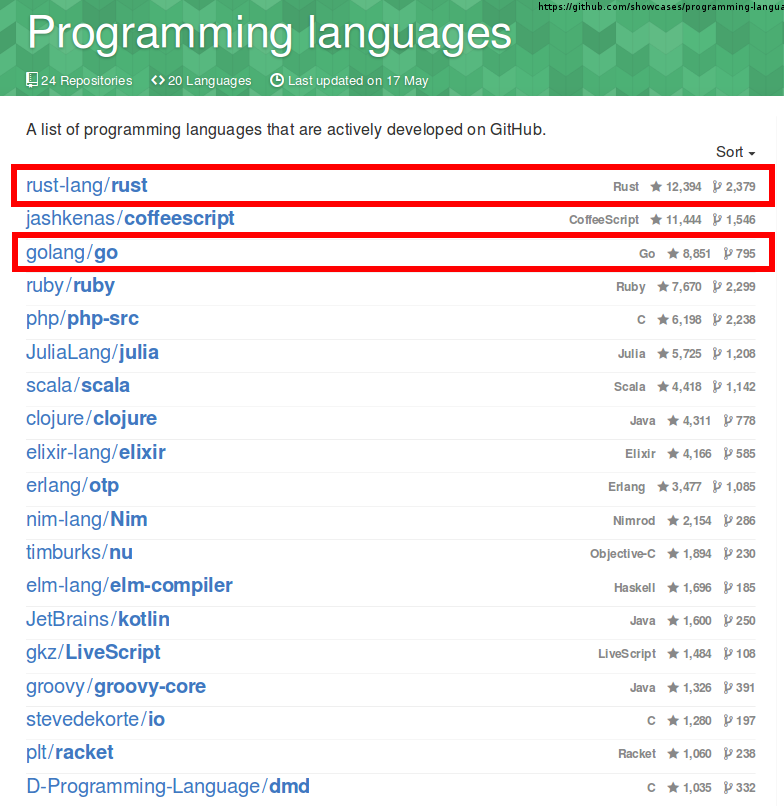 https://github.com/showcases/programming-langua
Programming languages
24 Repositories 20 Languages Last updated on 17 May
A list of programming languages that are actively developed on GitHub.
Sort
rust-lang/rust Rust 12,394 2,379
jashkenas/coffeescript CoffeeScript 11,444 1,546
golang/go Go 8,851 795
ruby/ruby Ruby 7,670 2,299
php/php-src C 6,198 2,238
JuliaLang/julia Julia 5,725 1,208
scala/scala Scala 4,418 1,142
clojure/clojure Java 4,311 778
elixir-lang/elixir Elixir 4,166 585
erlang/otp Erlang 3,477 1,085
nim-lang/Nim Nimrod 2,154 286
timburks/nu Objective-C 1,894 230
elm-lang/elm-compiler Haskell 1,696 185
JetBrains/kotlin Java 1,600 250
gkz/LiveScript LiveScript 1,484 108
groovy/groovy-core Java 1,326 391
stevedekorte/io C 1,280 197
plt/racket Racket 1,060 238
D-Programming-Language/dmd C 1,035 332